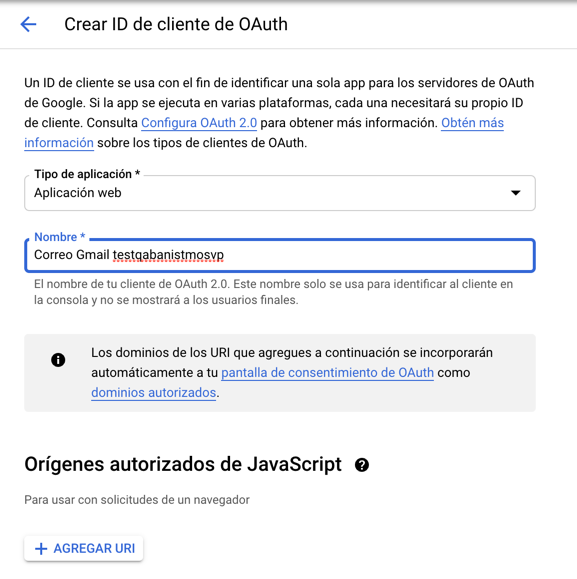 Crear ID de cliente de OAuth
Un ID de cliente se usa con el fin de identificar una sola app para los servidores de OAuth
de Google. Si la app se ejecuta en varias plataformas, cada una necesitará su propio ID
de cliente. Consulta Configura OAuth 2.0 para obtener más información. Obtén más
información sobre los tipos de clientes de OAuth.
Tipo de aplicación *
Aplicación web
Nombre *
Correo Gmail testqabanistmosvp
El nombre de tu cliente de OAuth 2.0. Este nombre solo se usa para identificar al cliente en
la consola y no se mostrará a los usuarios finales.
Los dominios de los URI que agregues a continuación se incorporarán
automáticamente a tu pantalla de consentimiento de OAuth como
dominios autorizados.
Orígenes autorizados de JavaScript
Para usar con solicitudes de un navegador
AGREGAR URI